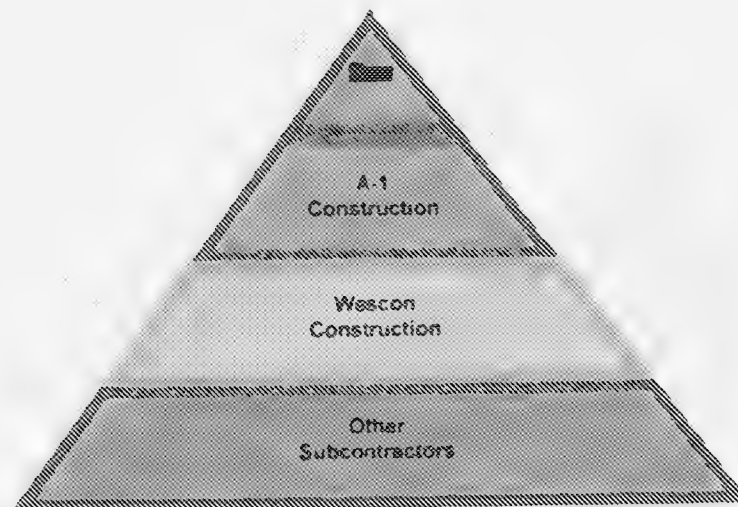 A-1
Construction
Wescon
Construction
Other
Subcontractors